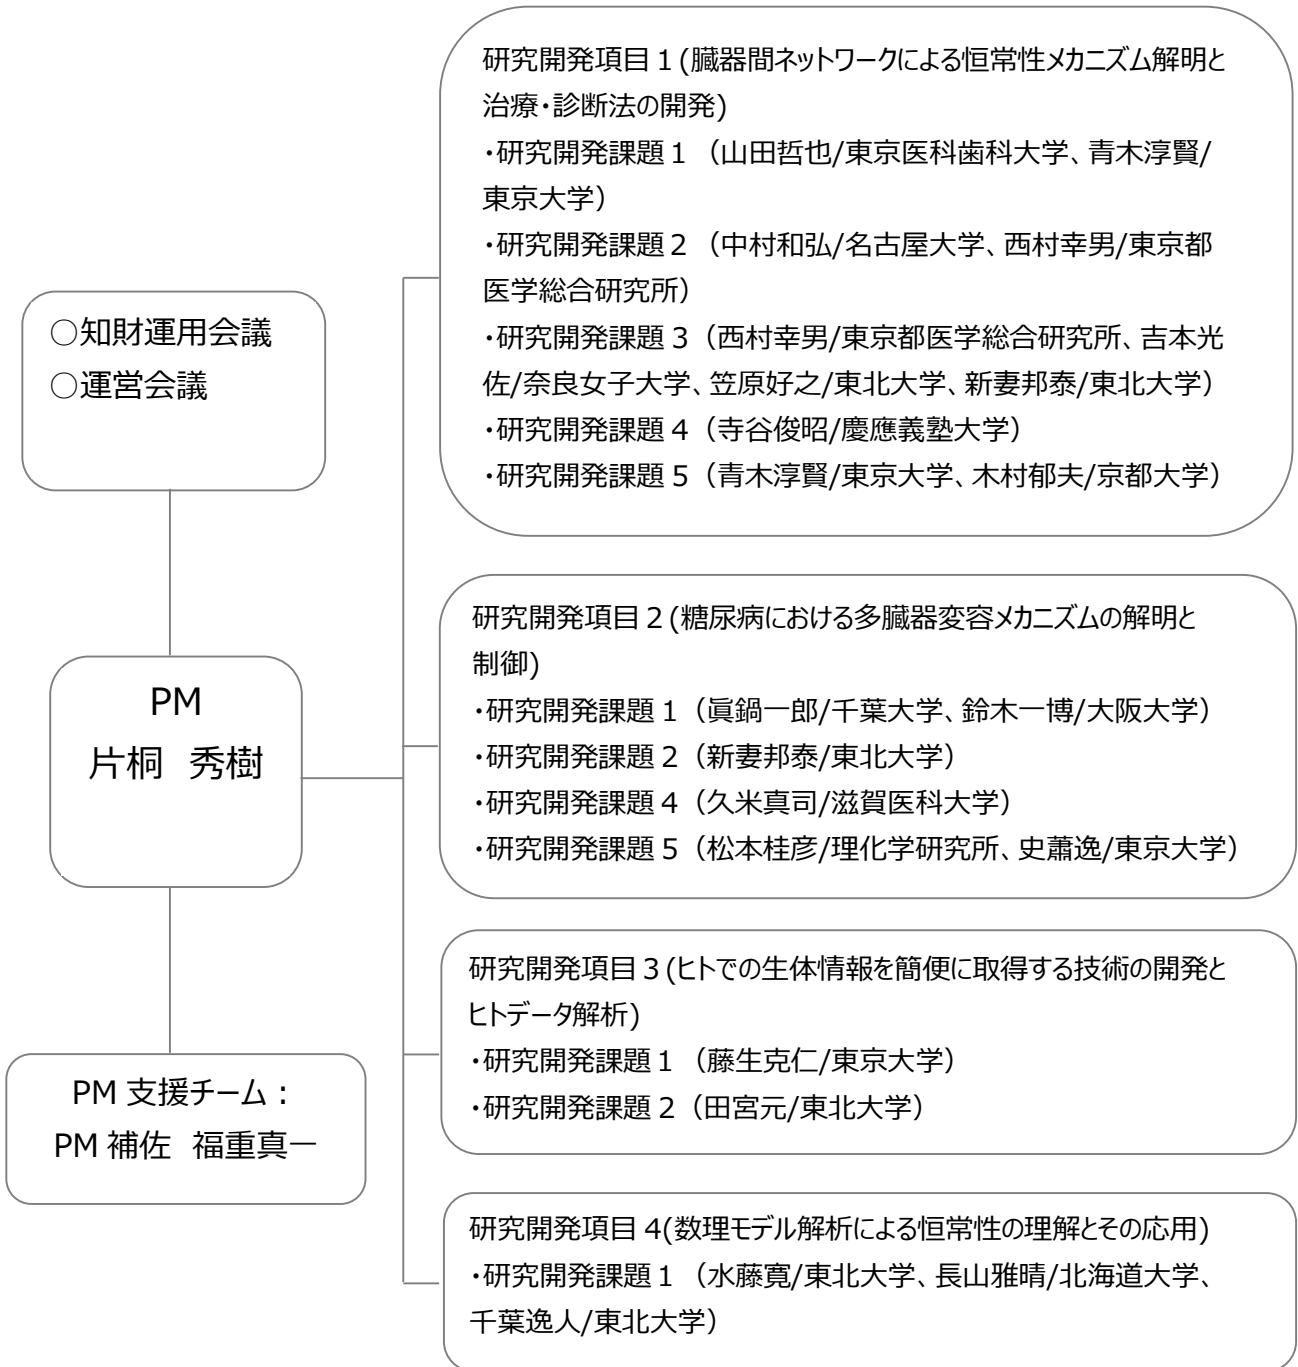 ○知財運用会議
○運営会議
PM
片桐 秀樹
PM 支援チーム:
PM 補佐 福重真一
研究開発項目1(臓器間ネットワークによる恒常性メカニズム解明と
治療・診断法の開発)
・研究開発課題1(山田哲也/東京医科歯科大学、青木淳賢/
東京大学)
・研究開発課題2(中村和弘/名古屋大学、西村幸男/東京都
医学総合研究所)
・研究開発課題3(西村幸男/東京都医学総合研究所、吉本光
佐/奈良女子大学、笠原好之/東北大学、新妻邦泰/東北大学)
・研究開発課題4(寺谷俊昭/慶應義塾大学)
・研究開発課題5(青木淳賢/東京大学、木村郁夫/京都大学)
研究開発項目2(糖尿病における多臓器変容メカニズムの解明と
制御)
・研究開発課題1(眞鍋一郎/千葉大学、鈴木一博/大阪大学)
・研究開発課題2(新妻邦泰/東北大学)
・研究開発課題4(久米真司/滋賀医科大学)
・研究開発課題5(松本桂彦/理化学研究所、史蕭逸/東京大学)
研究開発項目3(ヒトでの生体情報を簡便に取得する技術の開発と
ヒトデータ解析)
・研究開発課題1(藤生克仁/東京大学)
・研究開発課題2(田宮元/東北大学)
研究開発項目4(数理モデル解析による恒常性の理解とその応用)
・研究開発課題1(水藤寛/東北大学、長山雅晴/北海道大学、
千葉逸人/東北大学)